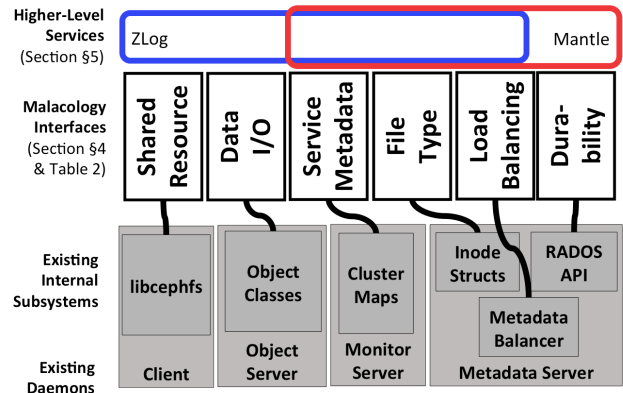 Higher-Level
Services
(Section §5)
ZLog
Mantle
Malacology
Interfaces
(Section §4
& Table 2)
Shared
Resource
Data
I/O
Service
Metadata
File
Type
Load
Balancing
Dura-
bility
Existing
Internal
Subsystems
libcephfs
Object
Classes
Cluster
Maps
Inode
Structs
RADOS
API
Metadata
Balancer
Existing
Daemons
Client
Object
Server
Monitor
Server
Metadata Server